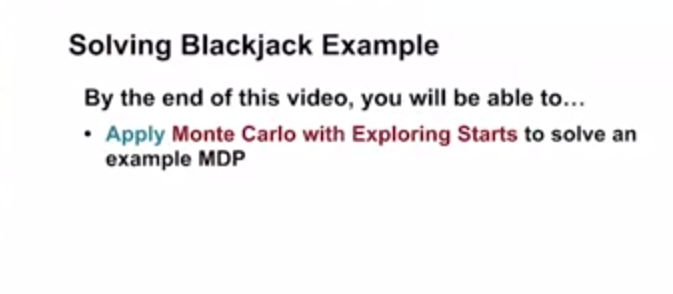 Solving Blackjack Example
By the end of this video, you will be able to...
• Apply Monte Carlo with Exploring Starts to solve an
example MDP